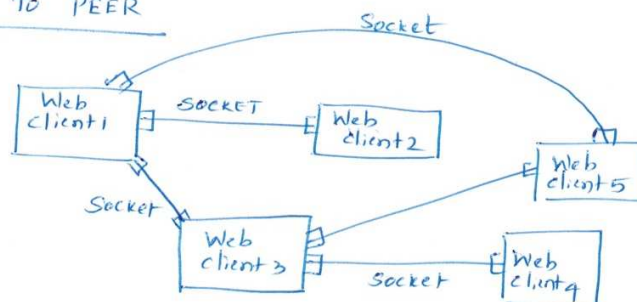 TO PEER
Socket
Web
client1
SOCKET
Web
client2
Web
client5
Socket
Web
client3
Socket
Web
client4